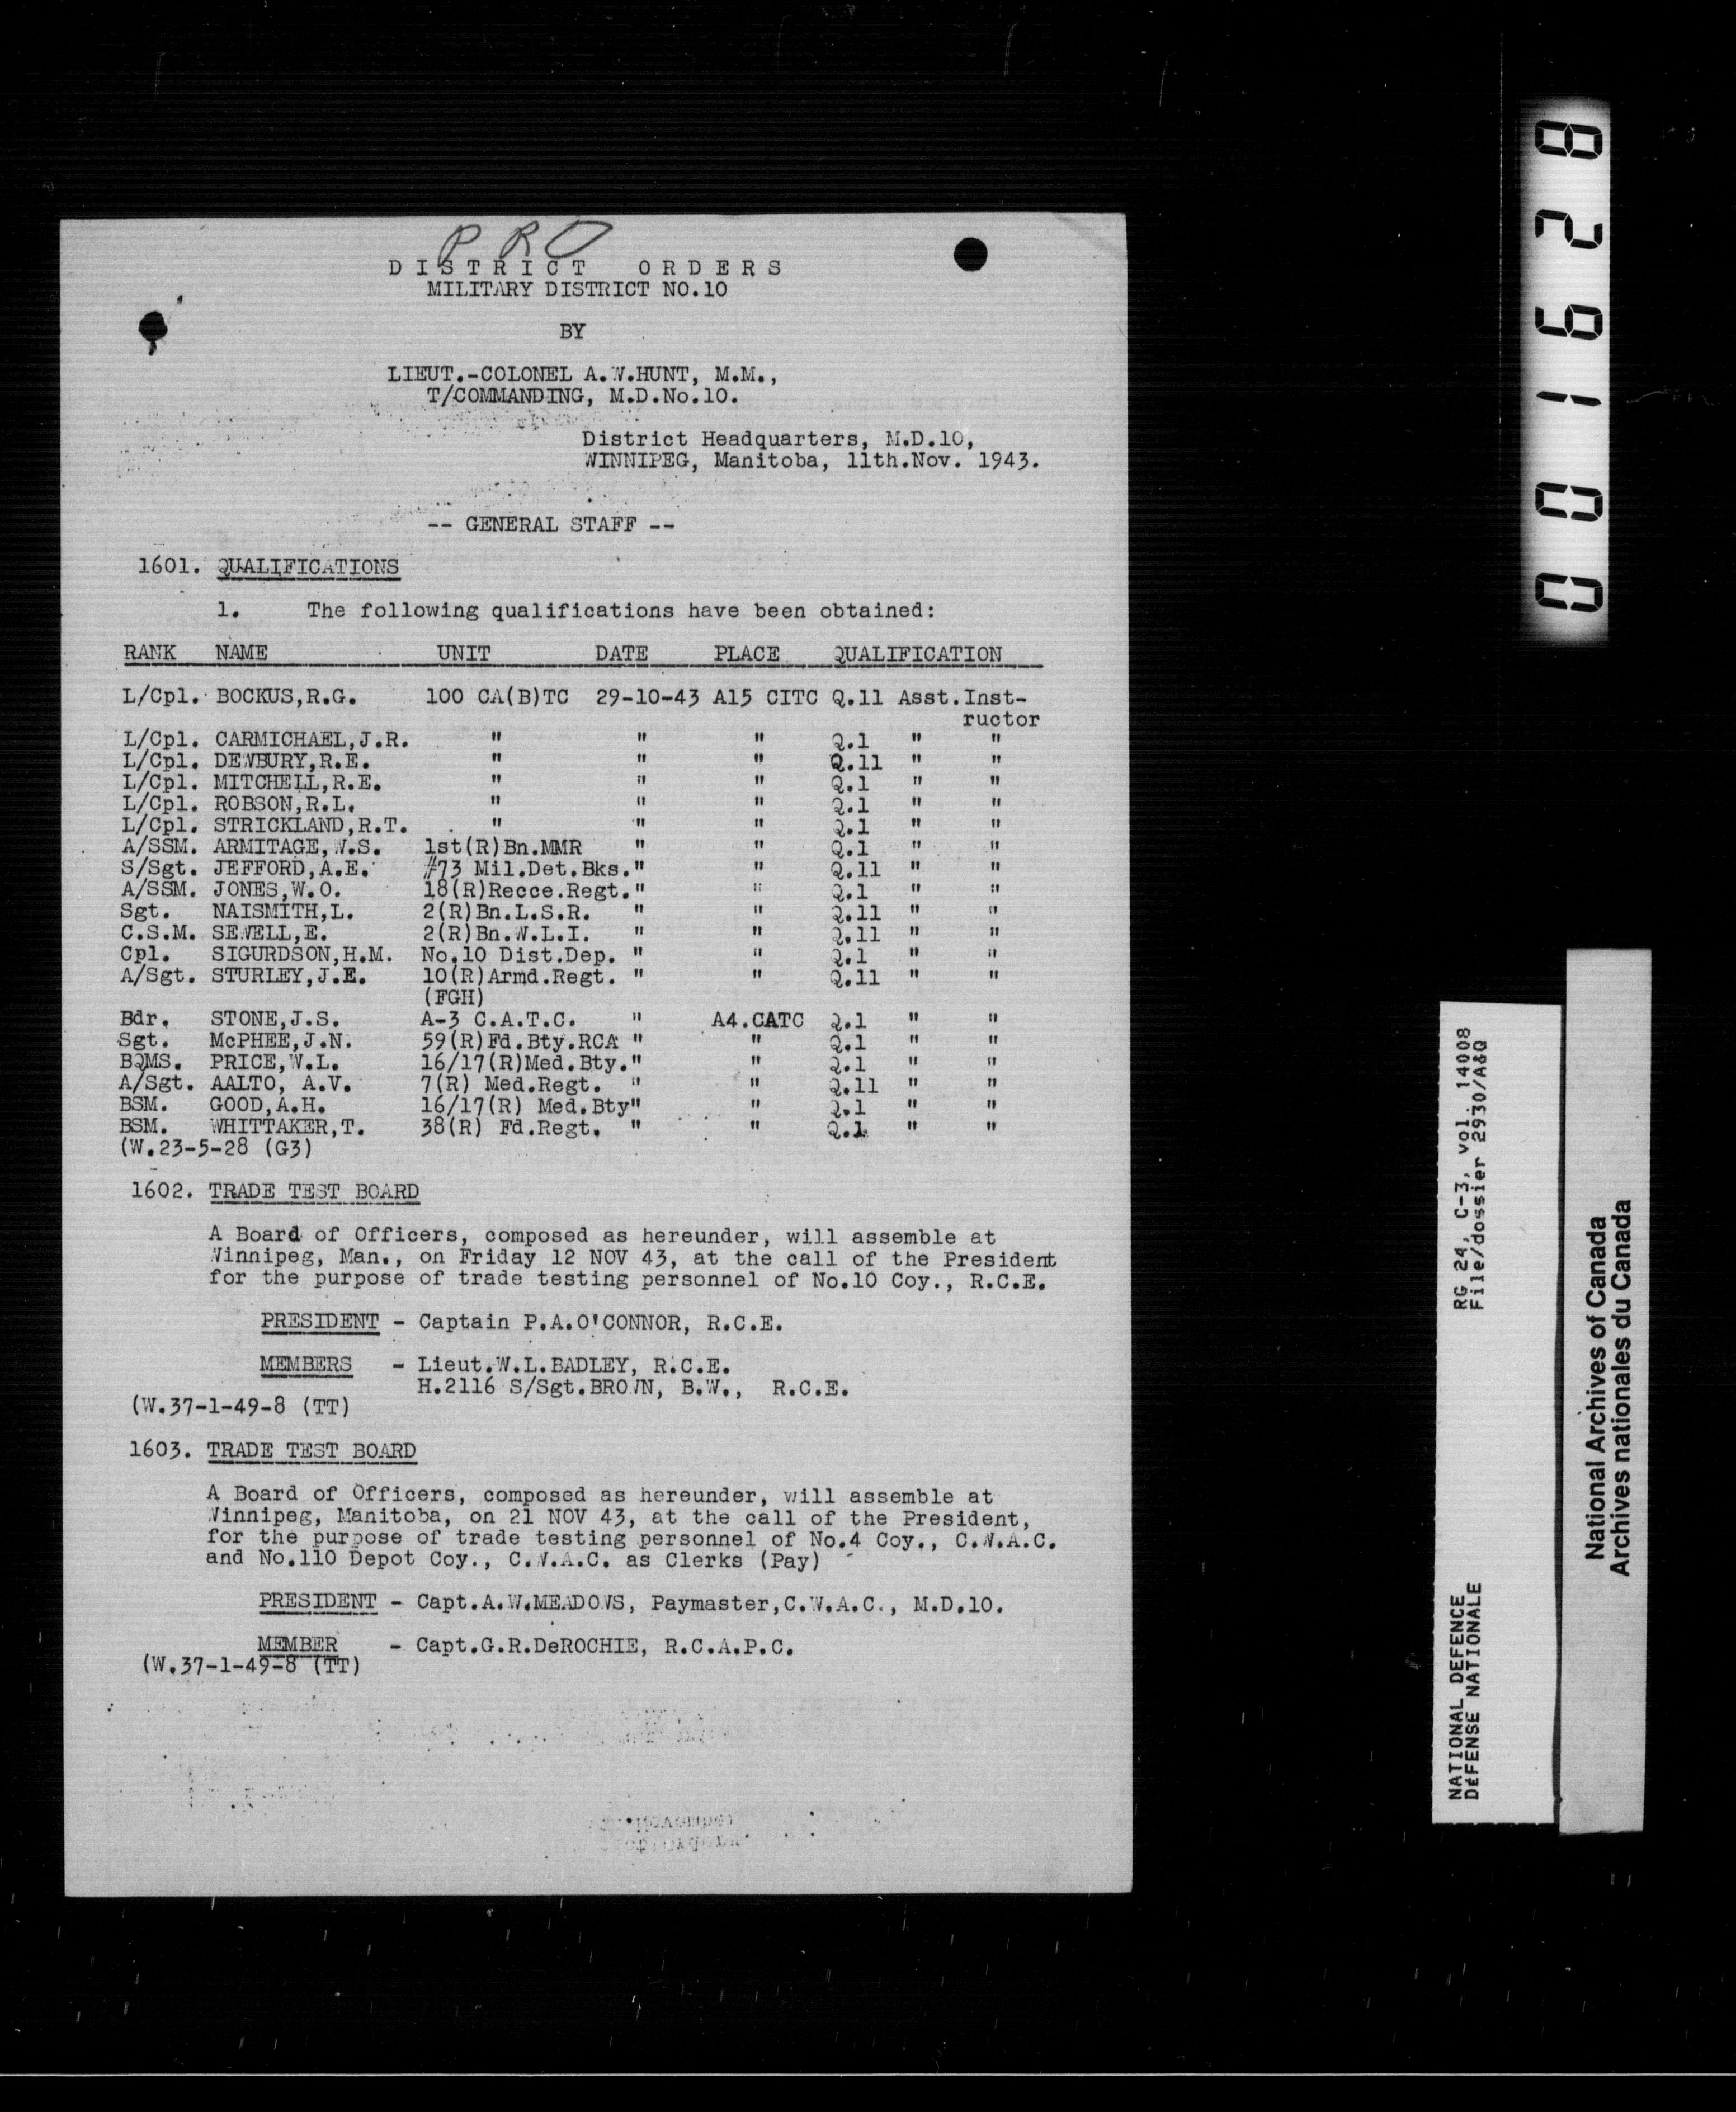 P R O
DISTRICT ORDERS
MILITARY DISTRICT NO.10
BY
LIEUT.-COLONEL A.W.HUNT, M.M.,
T/COMMANDING, M.D.No.10.
District Headquarters, M.D.10,
WINNIPEG, Manitoba, 11th.Nov. 1943.
-- GENERAL STAFF --
1601. QUALIFICATIONS
1. The following qualifications have been obtained:
RANK NAME UNIT DATE PLACE QUALIFICATION
L/Cpl. BOCKUS,R.G. 100 CA(B)TC 29-10-43 A15 CITC Q.11 Asst.Inst-
ructor
L/Cpl. CARMICHAEL,J.R. " " " Q.1 " "
L/Cpl. DEWBURY,R.E. " " " Q.11 " "
L/Cpl. MITCHELL,R.E. " " " Q.1 " "
L/Cpl. ROBSON,R.L. " " " Q.1 " "
L/Cpl. STRICKLAND,R.T. " " " Q.1 " "
A/SSM. ARMITAGE,W.S. 1st(R)Bn.MMR " " Q.1 " "
S/Sgt. JEFFORD,A.E. #73 Mil.Det.Bks." " Q.11 " "
A/SSM. JONES,W.O. 18(R)Recce.Regt." " Q.1 " "
Sgt. NAISMITH,L. 2(R)Bn.L.S.R. " " Q.11 " "
C.S.M. SEWELL,E. 2(R)Bn.W.L.I. " " Q.11 " "
Cpl. SIGURDSON,H.M. No.10 Dist.Dep. " " Q.1 " "
A/Sgt. STURLEY,J.E. 10(R)Armd.Regt. " " Q.11 " "
(FGH)
Bdr. STONE,J.S. A-3 C.A.T.C. " A4.CATC Q.1 " "
Sgt. McPHEE,J.N. 59(R)Fd.Bty.RCA " " Q.1 " "
BQMS. PRICE,W.L. 16/17(R)Med.Bty." " Q.1 " "
A/Sgt. AALTO, A.V. 7(R) Med.Regt. " " Q.11 " "
BSM. GOOD,A.H. 16/17(R) Med.Bty" " Q.1 " "
BSM. WHITTAKER,T. 38(R) Fd.Regt. " " Q.1 " "
(W.23-5-28 (G3)
1602. TRADE TEST BOARD
A Board of Officers, composed as hereunder, will assemble at
Winnipeg, Man., on Friday 12 NOV 43, at the call of the President
for the purpose of trade testing personnel of No.10 Coy., R.C.E.
PRESIDENT - Captain P.A.O'CONNOR, R.C.E.
MEMBERS - Lieut.W.L.BADLEY, R.C.E.
H.2116 S/Sgt.BROWN, B.W., R.C.E.
(W.37-1-49-8 (TT)
1603. TRADE TEST BOARD
A Board of Officers, composed as hereunder, will assemble at
Winnipeg, Manitoba, on 21 NOV 43, at the call of the President,
for the purpose of trade testing personnel of No.4 Coy., C.W.A.C.
and No.110 Depot Coy., C.W.A.C. as Clerks (Pay)
PRESIDENT - Capt.A.W.MEADOWS, Paymaster,C.W.A.C., M.D.10.
MEMBER - Capt.G.R.DeROCHIE, R.C.A.P.C.
(W.37-1-49-8 (TT)
001628
NATIONAL DEFENCE RG 24, C-3, vol. 14008
DÉFENSE NATIONALE File/dossier 2930/A&Q
National Archives of Canada
Archives nationales du Canada